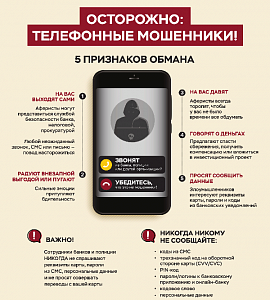 ОСТОРОЖНО:
ТЕЛЕФОННЫЕ МОШЕННИКИ!
5 ПРИЗНАКОВ ОБМАНА
1
НА ВАС
ВЫХОДЯТ САМИ
Аферисты могут
представиться службой
безопасности банка,
налоговой,
прокуратурой
Любой неожиданный
звонок, СМС или письмо –
повод насторожиться
2
РАДУЮТ ВНЕЗАПНОЙ
ВЫГОДОЙ ИЛИ ПУГАЮТ
Сильные эмоции
притупляют
бдительность
ЗВОНЯТ
УБЕДИТЕСЬ,
что это не мошенники!
3
НА ВАС ДАВЯТ
Аферисты всегда
торопят, чтобы
у вас не было
времени все обдумать
4
ГОВОРЯТ О ДЕНЬГАХ
Предлагают спасти
сбережения, получить
компенсацию или вложиться
в инвестиционный проект
5
ПРОСЯТ СООБЩИТЬ
ДАННЫЕ
Злоумышленников
интересуют реквизиты
карты, пароли и коды
из банковских уведомлений
ВАЖНО!
Сотрудники банков и полиции
НИКОГДА не спрашивают
реквизиты карты, пароли
из СМС, персональные данные
и не просят совершать
переводы с вашей карты
НИКОГДА НИКОМУ
НЕ СООБЩАЙТЕ:
• коды из СМС
• трехзначный код на оборотной
стороне карты (CVV/CVC)
• PIN-код
• пароли/логины к банковскому
приложению и онлайн-банку
• кодовое слово
• персональные данные